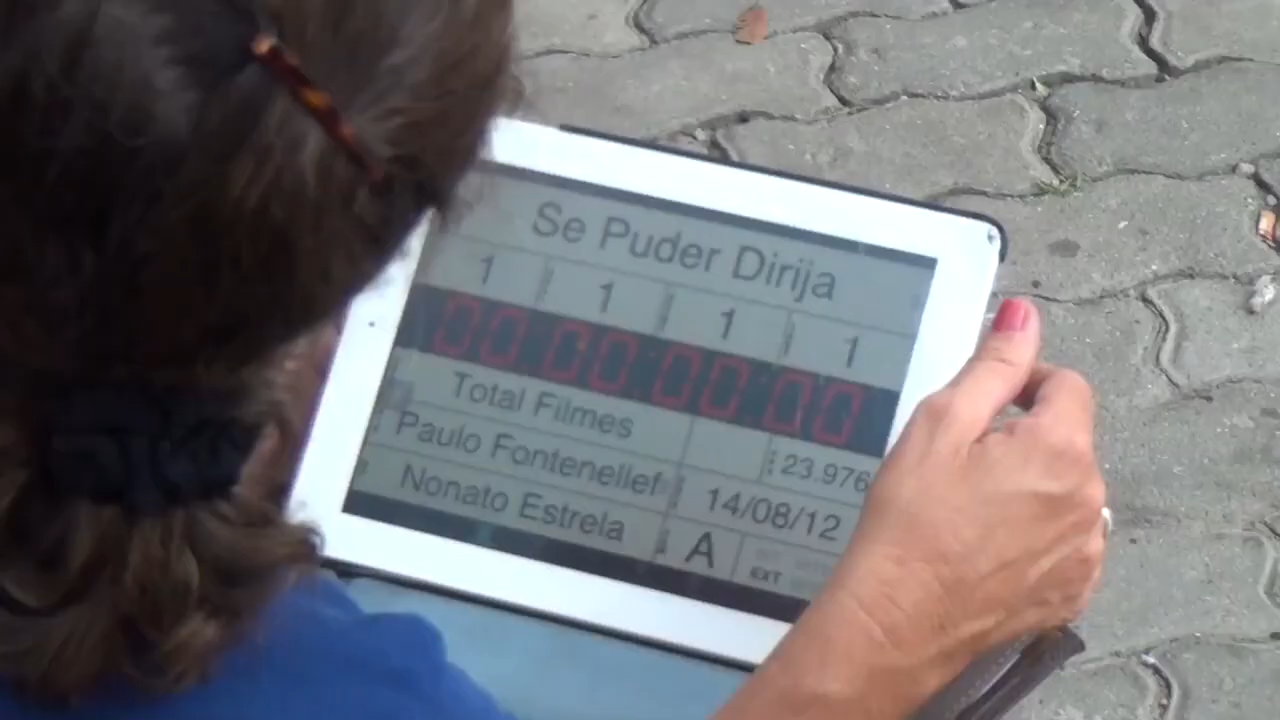 Se Puder Dirija
1 1 1 1
00:00:00:00
Total Filmes
23.976
Paulo Fontenellef
14/08/12
Nonato Estrela
A
EXT